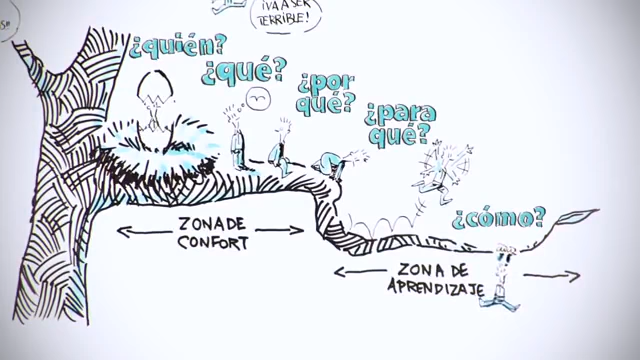 ¡VA A SER
TERRIBLE!
¿quién?
¿qué?
¿por
qué?
¿para
qué?
¿cómo?
ZONA DE
CONFORT
ZONA DE
APRENDIZAJE